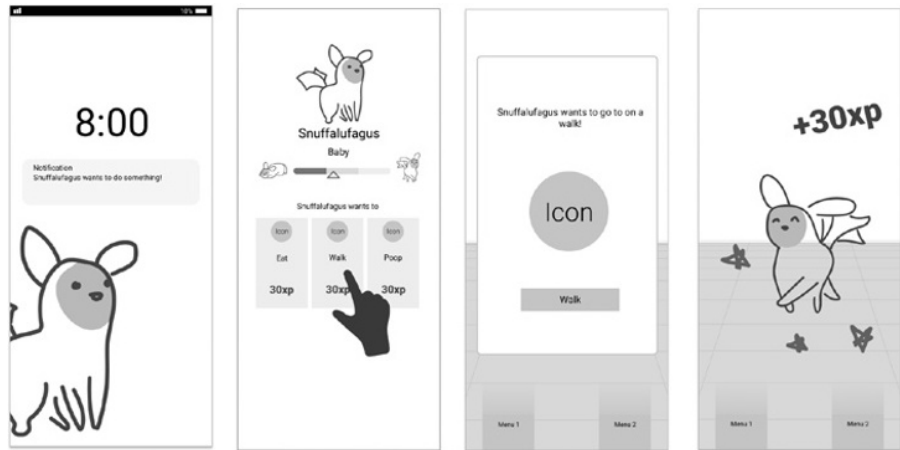 18%
8:00
Notification
Snuffalufagus wants to do something!
Snuffalufagus
Baby
Snuffalufagus wants to
Icon Icon Icon
Eat Walk Poop
30xp 30xp 30xp
Snuffalufagus wants to go to on a
walk!
Icon
Walk
Menu 1 Menu 2
+30xp
Menu 1 Menu 2